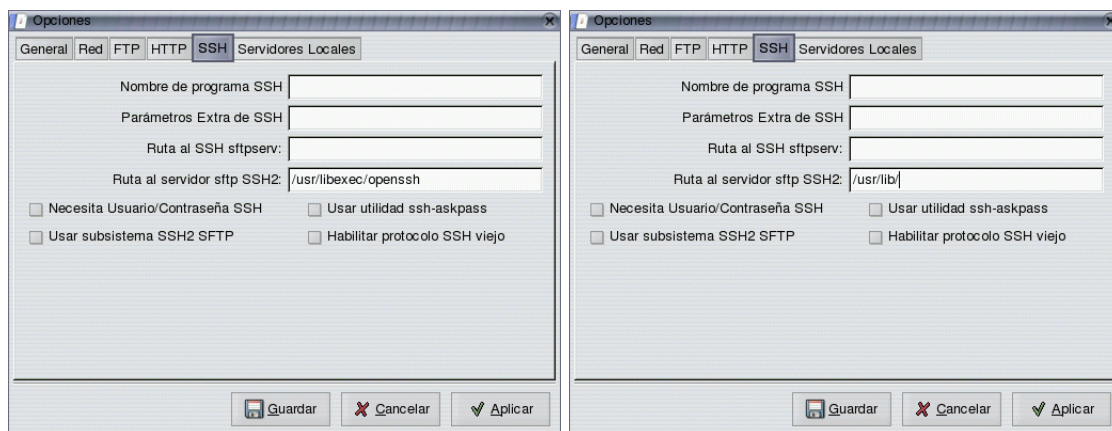 Opciones
General Red FTP HTTP SSH Servidores Locales
Nombre de programa SSH
Parámetros Extra de SSH
Ruta al SSH sftpserv:
Ruta al servidor sftp SSH2: /usr/libexec/openssh
Necesita Usuario/Contraseña SSH Usar utilidad ssh-askpass
Usar subsistema SSH2 SFTP Habilitar protocolo SSH viejo
Guardar Cancelar Aplicar
Opciones
General Red FTP HTTP SSH Servidores Locales
Nombre de programa SSH
Parámetros Extra de SSH
Ruta al SSH sftpserv:
Ruta al servidor sftp SSH2: /usr/lib/
Necesita Usuario/Contraseña SSH Usar utilidad ssh-askpass
Usar subsistema SSH2 SFTP Habilitar protocolo SSH viejo
Guardar Cancelar Aplicar